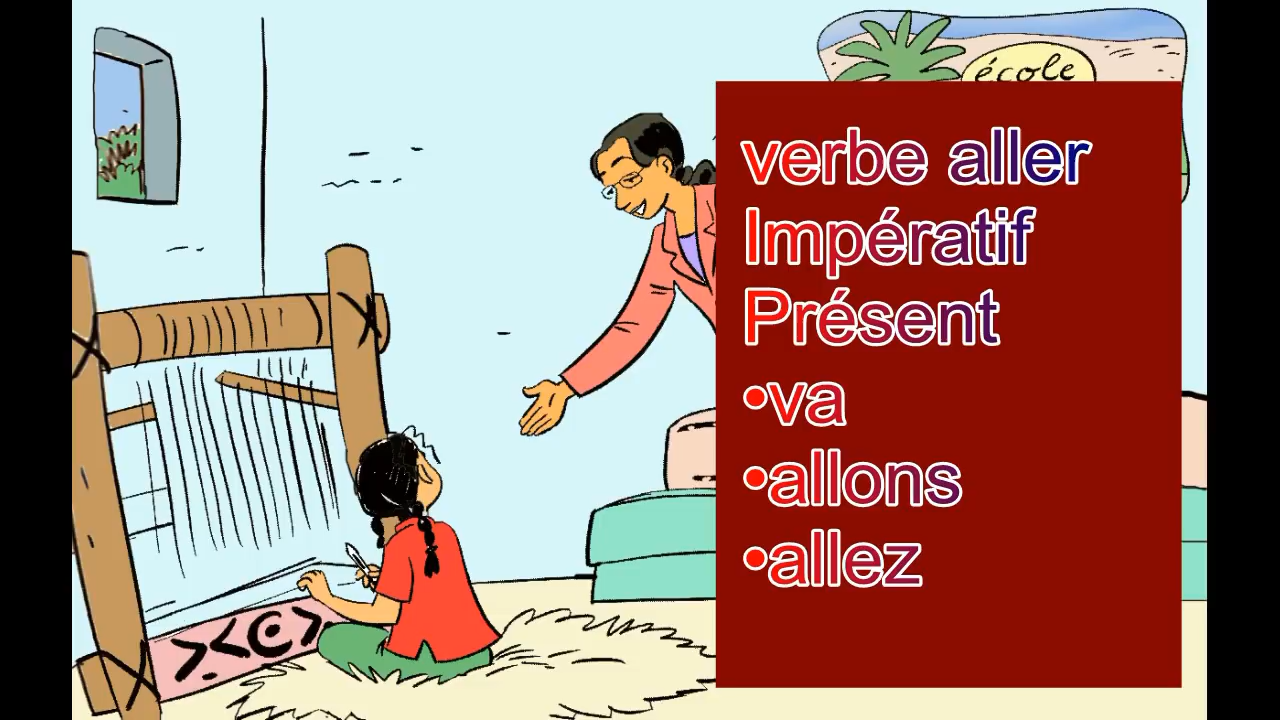 école
verbe aller
Impératif
Présent
•va
•allons
•allez